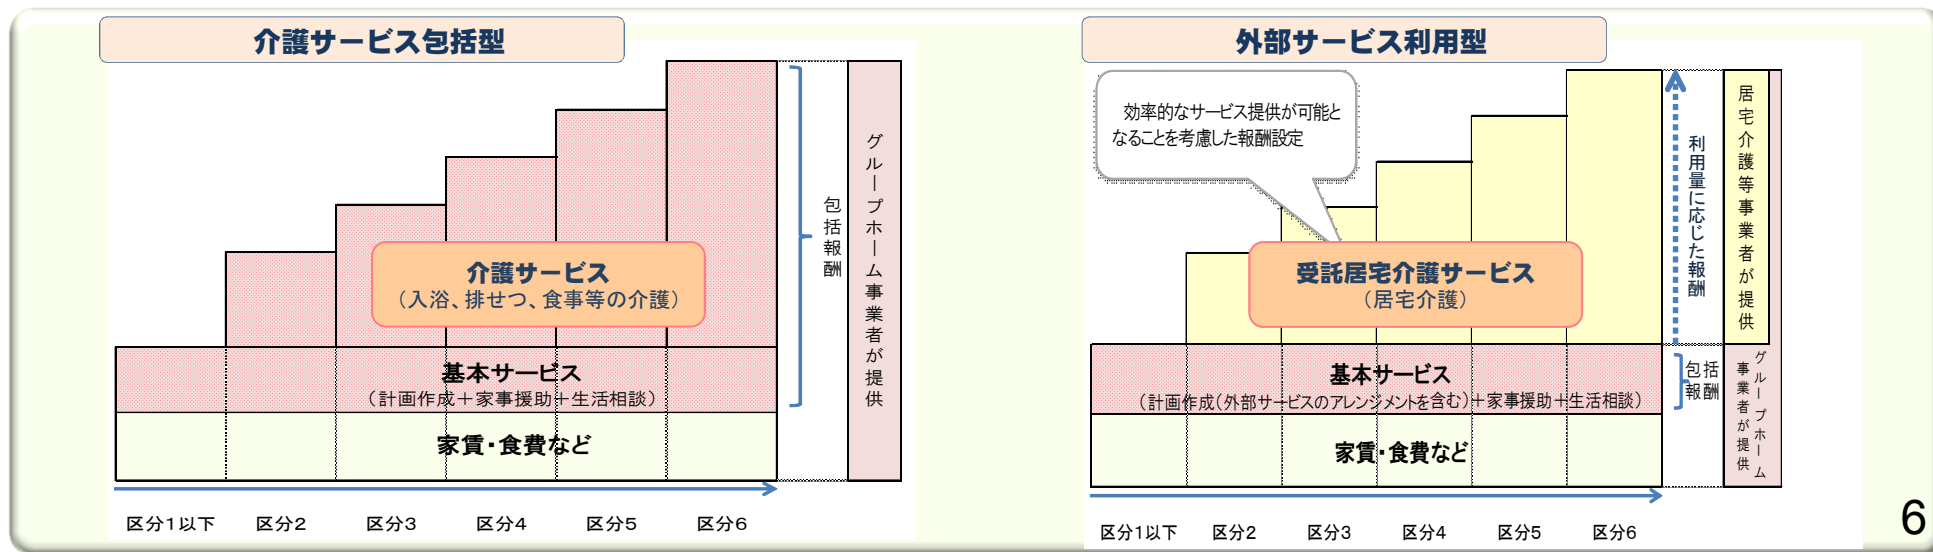 介護サービス包括型
介護サービス
（入浴、排せつ、食事等の介護）
基本サービス
（計画作成＋家事援助＋生活相談）
家賃・食費など
包括報酬
グループホーム事業者が提供
区分1以下
区分2
区分3
区分4
区分5
区分6
外部サービス利用型
効率的なサービス提供が可能と
なることを考慮した報酬設定
受託居宅介護サービス
（居宅介護）
基本サービス
（計画作成（外部サービスのアレンジメントを含む）＋家事援助＋生活相談）
家賃・食費など
利用量に応じた報酬
包括
報酬
居宅介護等事業者が提供
グループホーム
事業者が提供
区分1以下
区分2
区分3
区分4
区分5
区分6
6